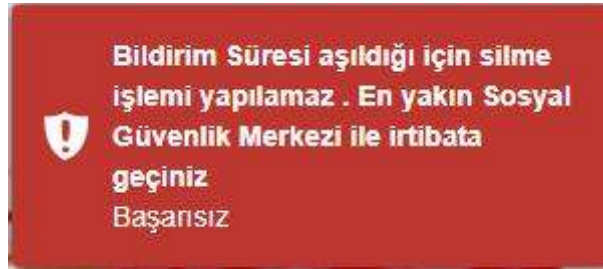 Bildirim Süresi aşıldığı için silme
işlemi yapılamaz . En yakın Sosyal
Güvenlik Merkezi ile irtibata
geçiniz
Başarısız